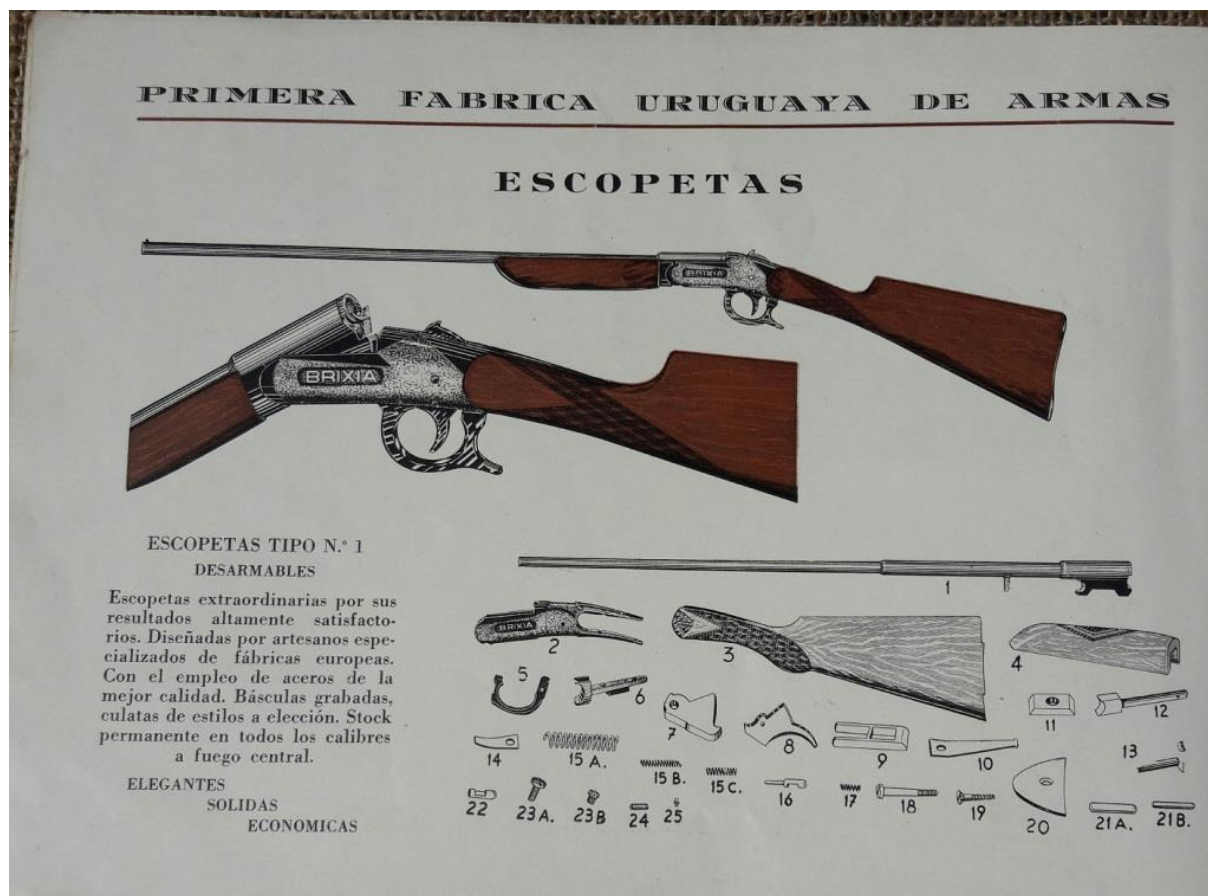 PRIMERA FABRICA URUGUAYA DE ARMAS
ESCOPETAS
BRIXIA
BRIXIA
ESCOPETAS TIPO N.° 1
DESARMABLES
Escopetas extraordinarias por sus
resultados altamente satisfacto-
rios. Diseñadas por artesanos espe-
cializados de fábricas europeas.
Con el empleo de aceros de la
mejor calidad. Básculas grabadas,
culatas de estilos a elección. Stock
permanente en todos los calibres
a fuego central.
ELEGANTES
SOLIDAS
ECONOMICAS
1
BRIXIA
2
3
4
5
6
7
8
9
10
11
12
13
14
15 A.
15 B.
15 C.
16
17
18
19
20
21 A.
21 B.
22
23 A.
23 B
24
25